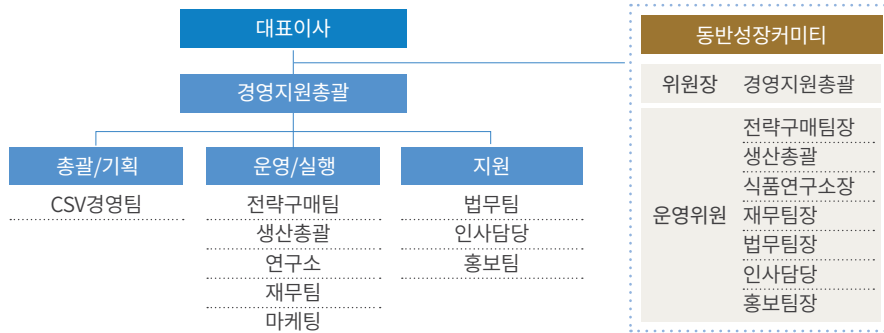 대표이사
경영지원총괄
총괄/기획
CSV경영팀
운영/실행
전략구매팀
생산총괄
연구소
재무팀
마케팅
지원
법무팀
인사담당
홍보팀
동반성장커미티
위원장 경영지원총괄
운영위원
전략구매팀장
생산총괄
식품연구소장
재무팀장
법무팀장
인사담당
홍보팀장